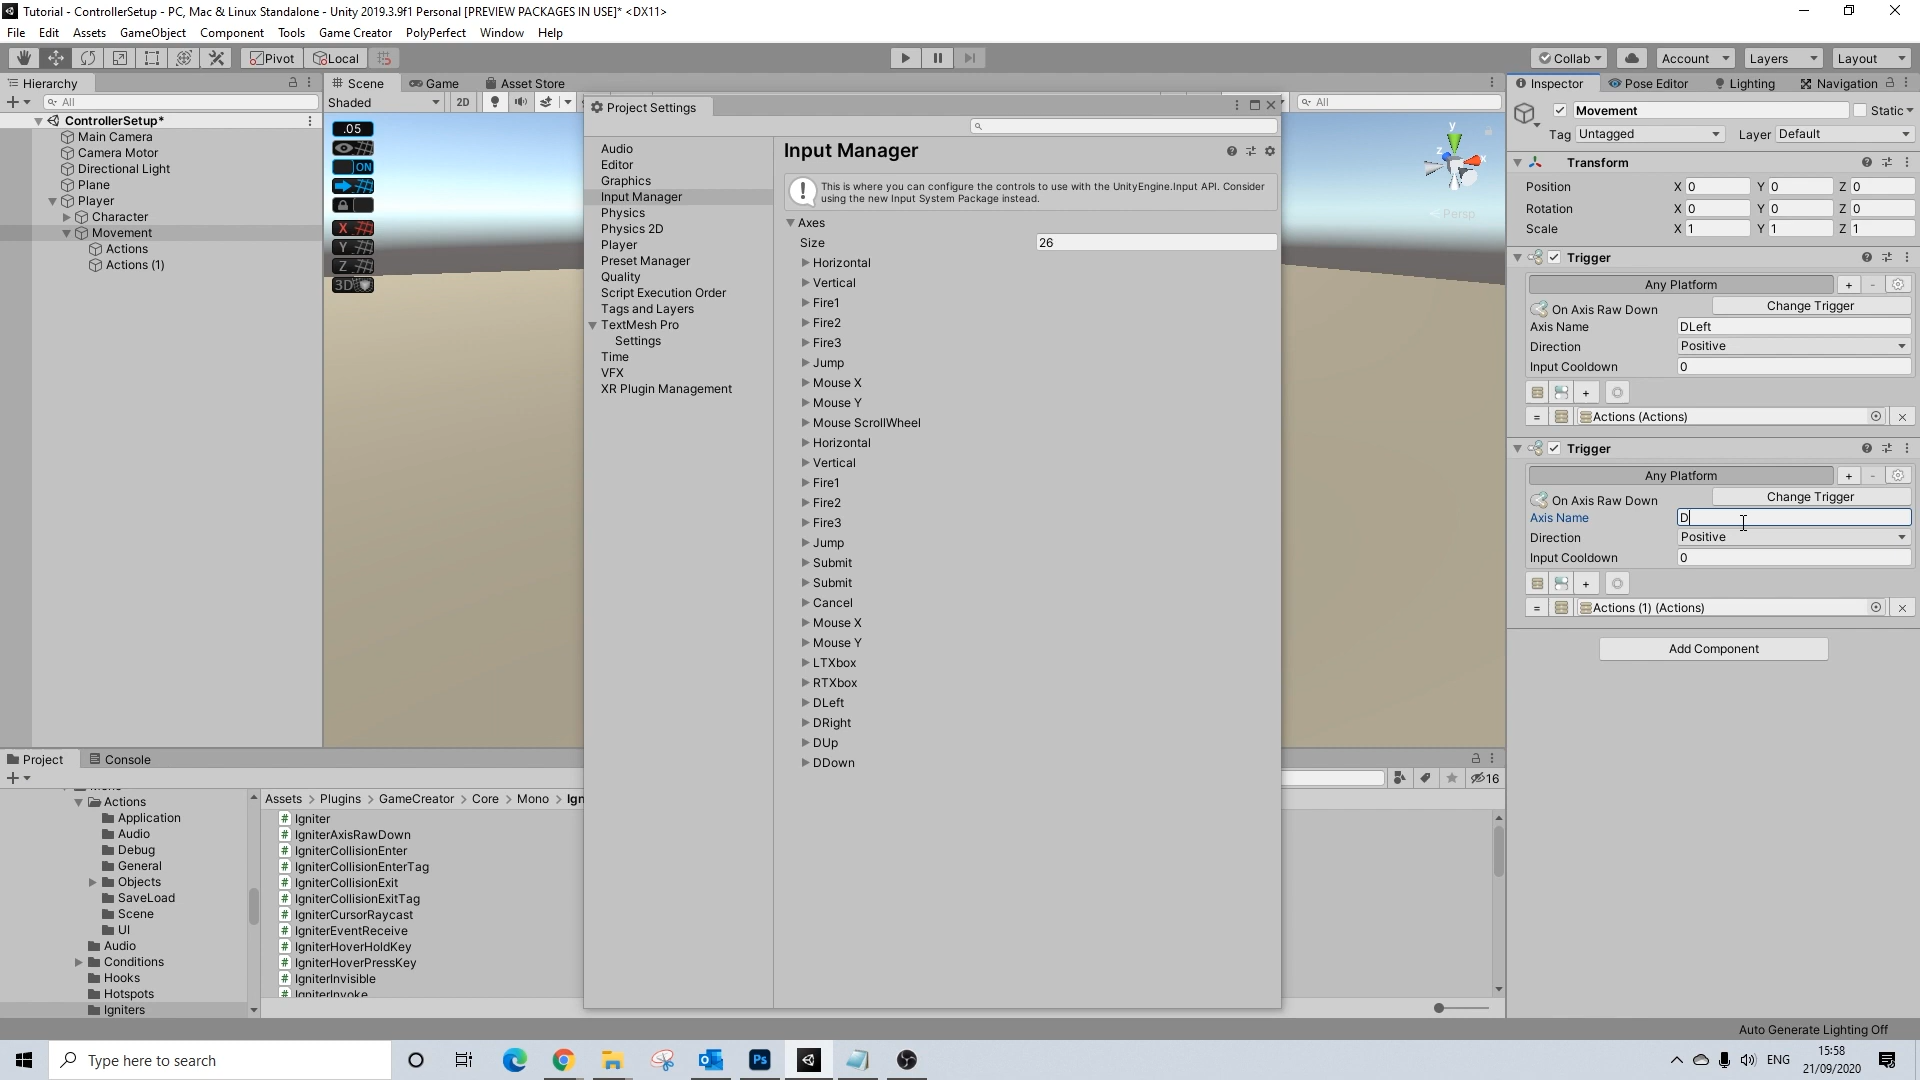 Tutorial - ControllerSetup - PC, Mac & Linux Standalone - Unity 2019.3.9f1 Personal [PREVIEW PACKAGES IN USE]* <DX11>
File Edit Assets GameObject Component Tools Game Creator PolyPerfect Window Help
Pivot Local Collab Account Layers Layout
Hierarchy
All
ControllerSetup*
Main Camera
Camera Motor
Directional Light
Plane
Player
Character
Movement
Actions
Actions (1)
Scene Game Asset Store
Shaded 2D
All
.05
ON
X
Y
Z
3D
y
x
z
Persp
Project Settings
Audio
Editor
Graphics
Input Manager
Physics
Physics 2D
Player
Preset Manager
Quality
Script Execution Order
Tags and Layers
TextMesh Pro
Settings
Time
VFX
XR Plugin Management
Input Manager
This is where you can configure the controls to use with the UnityEngine.Input API. Consider
using the new Input System Package instead.
Axes
Size 26
Horizontal
Vertical
Fire1
Fire2
Fire3
Jump
Mouse X
Mouse Y
Mouse ScrollWheel
Horizontal
Vertical
Fire1
Fire2
Fire3
Jump
Submit
Submit
Cancel
Mouse X
Mouse Y
LTXbox
RTXbox
DLeft
DRight
DUp
DDown
Inspector Pose Editor Lighting Navigation
Movement Static
Tag Untagged Layer Default
Transform
Position X 0 Y 0 Z 0
Rotation X 0 Y 0 Z 0
Scale X 1 Y 1 Z 1
Trigger
Any Platform + -
On Axis Raw Down Change Trigger
Axis Name DLeft
Direction Positive
Input Cooldown 0
+
= Actions (Actions)
Trigger
Any Platform + -
On Axis Raw Down Change Trigger
Axis Name D
Direction Positive
Input Cooldown 0
+
= Actions (1) (Actions)
Add Component
Project Console
16
Actions
Application
Audio
Debug
General
Objects
SaveLoad
Scene
UI
Audio
Conditions
Hooks
Hotspots
Igniters
Assets > Plugins > GameCreator > Core > Mono > Ign
Igniter
IgniterAxisRawDown
IgniterCollisionEnter
IgniterCollisionEnterTag
IgniterCollisionExit
IgniterCollisionExitTag
IgniterCursorRaycast
IgniterEventReceive
IgniterHoverHoldKey
IgniterHoverPressKey
IgniterInvisible
IgniterInvoke
Auto Generate Lighting Off
Type here to search
Ps
ENG
15:58
21/09/2020